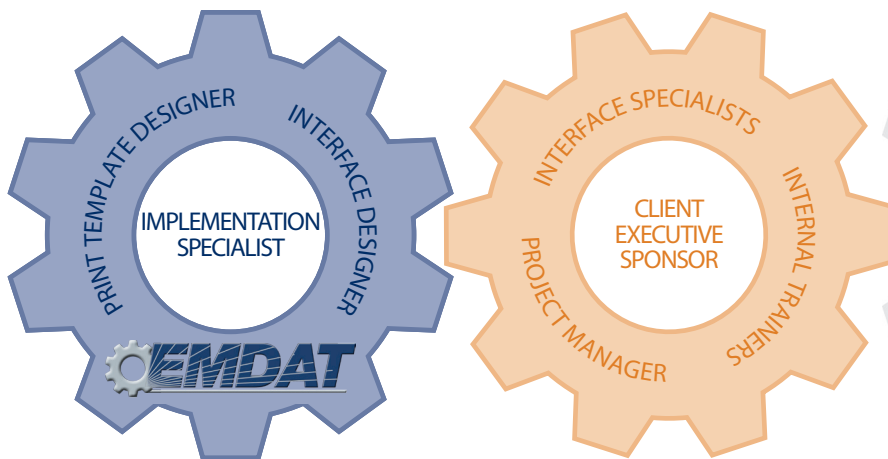 PRINT TEMPLATE DESIGNER
INTERFACE DESIGNER
IMPLEMENTATION
SPECIALIST
EMDAT
INTERFACE SPECIALISTS
INTERNAL TRAINERS
PROJECT MANAGER
CLIENT
EXECUTIVE
SPONSOR